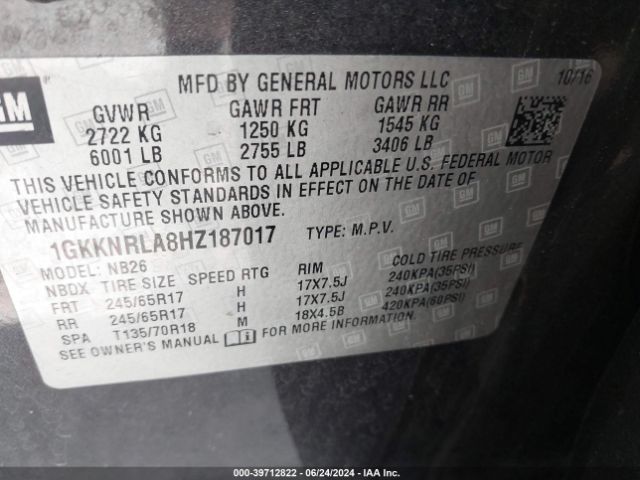 GM
MFD BY GENERAL MOTORS LLC 10/16
GVWR GAWR FRT GAWR RR
2722 KG 1250 KG 1545 KG
6001 LB 2755 LB 3406 LB
THIS VEHICLE CONFORMS TO ALL APPLICABLE U.S. FEDERAL MOTOR
VEHICLE SAFETY STANDARDS IN EFFECT ON THE DATE OF
MANUFACTURE SHOWN ABOVE.
1GKKNRLA8HZ187017 TYPE: M.P.V.
MODEL: NB26
NBDX TIRE SIZE SPEED RTG RIM COLD TIRE PRESSURE
FRT 245/65R17 H 17X7.5J 240KPA(35PSI)
RR 245/65R17 H 17X7.5J 240KPA(35PSI)
SPA T135/70R18 M 18X4.5B 420KPA(60PSI)
SEE OWNER'S MANUAL FOR MORE INFORMATION.
000-39712822 - 06/24/2024 - IAA Inc.